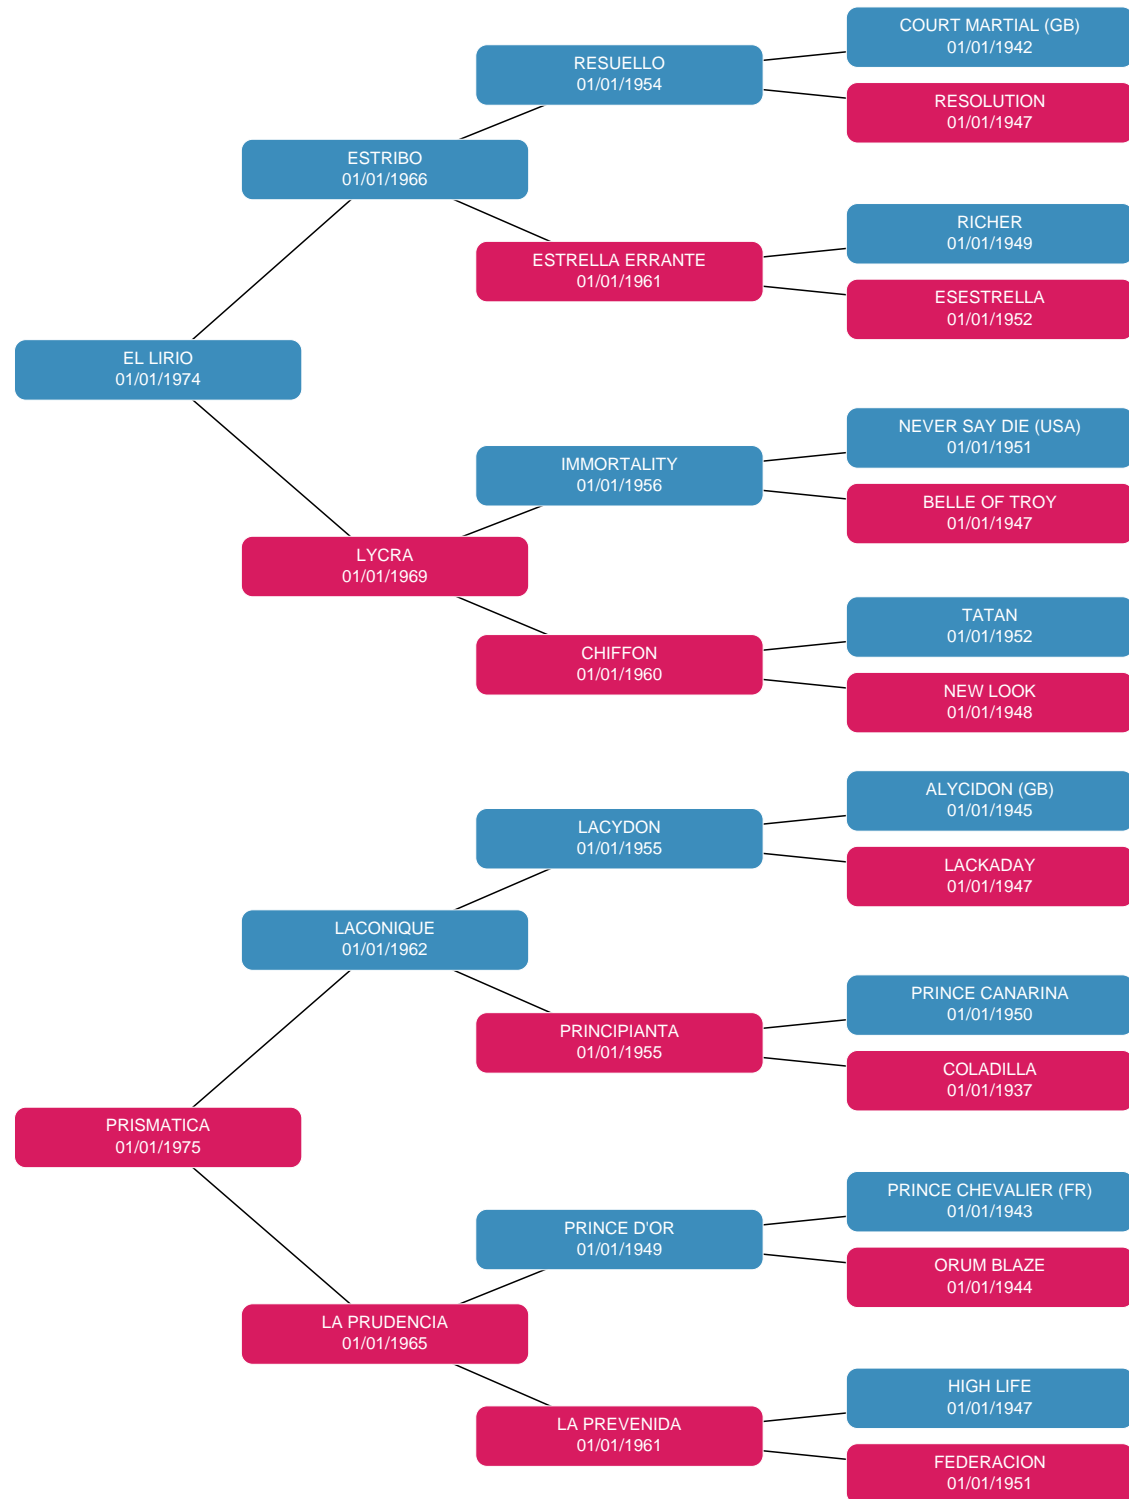 COURT MARTIAL (GB)
01/01/1942
RESUELLO
01/01/1954
RESOLUTION
01/01/1947
ESTRIBO
01/01/1966
RICHER
01/01/1949
ESTRELLA ERRANTE
01/01/1961
ESESTRELLA
01/01/1952
EL LIRIO
01/01/1974
NEVER SAY DIE (USA)
01/01/1951
IMMORTALITY
01/01/1956
BELLE OF TROY
01/01/1947
LYCRA
01/01/1969
TATAN
01/01/1952
CHIFFON
01/01/1960
NEW LOOK
01/01/1948
ALYCIDON (GB)
01/01/1945
LACYDON
01/01/1955
LACKADAY
01/01/1947
LACONIQUE
01/01/1962
PRINCE CANARINA
01/01/1950
PRINCIPIANTA
01/01/1955
COLADILLA
01/01/1937
PRISMATICA
01/01/1975
PRINCE CHEVALIER (FR)
01/01/1943
PRINCE D'OR
01/01/1949
ORUM BLAZE
01/01/1944
LA PRUDENCIA
01/01/1965
HIGH LIFE
01/01/1947
LA PREVENIDA
01/01/1961
FEDERACION
01/01/1951